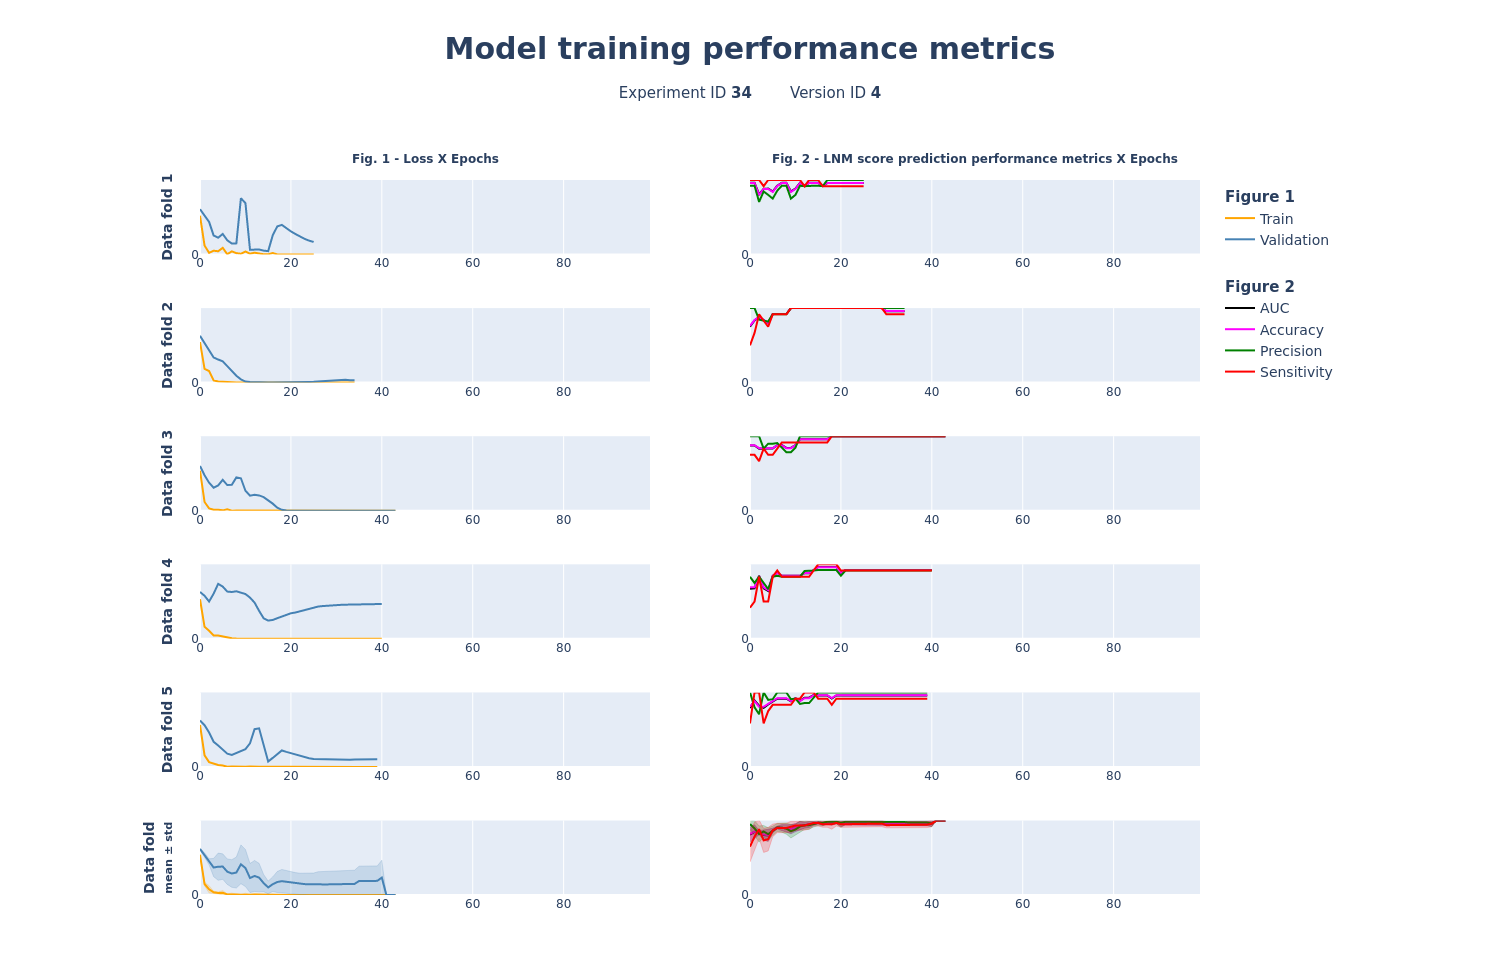 Model training performance metrics
Experiment ID 34 Version ID 4
Fig. 1 - Loss X Epochs
Fig. 2 - LNM score prediction performance metrics X Epochs
Data fold 1
0
0 20 40 60 80
0
0 20 40 60 80
Figure 1
Train
Validation
Figure 2
AUC
Accuracy
Precision
Sensitivity
Data fold 2
0
0 20 40 60 80
0
0 20 40 60 80
Data fold 3
0
0 20 40 60 80
0
0 20 40 60 80
Data fold 4
0
0 20 40 60 80
0
0 20 40 60 80
Data fold 5
0
0 20 40 60 80
0
0 20 40 60 80
Data fold
mean ± std
0
0 20 40 60 80
0
0 20 40 60 80